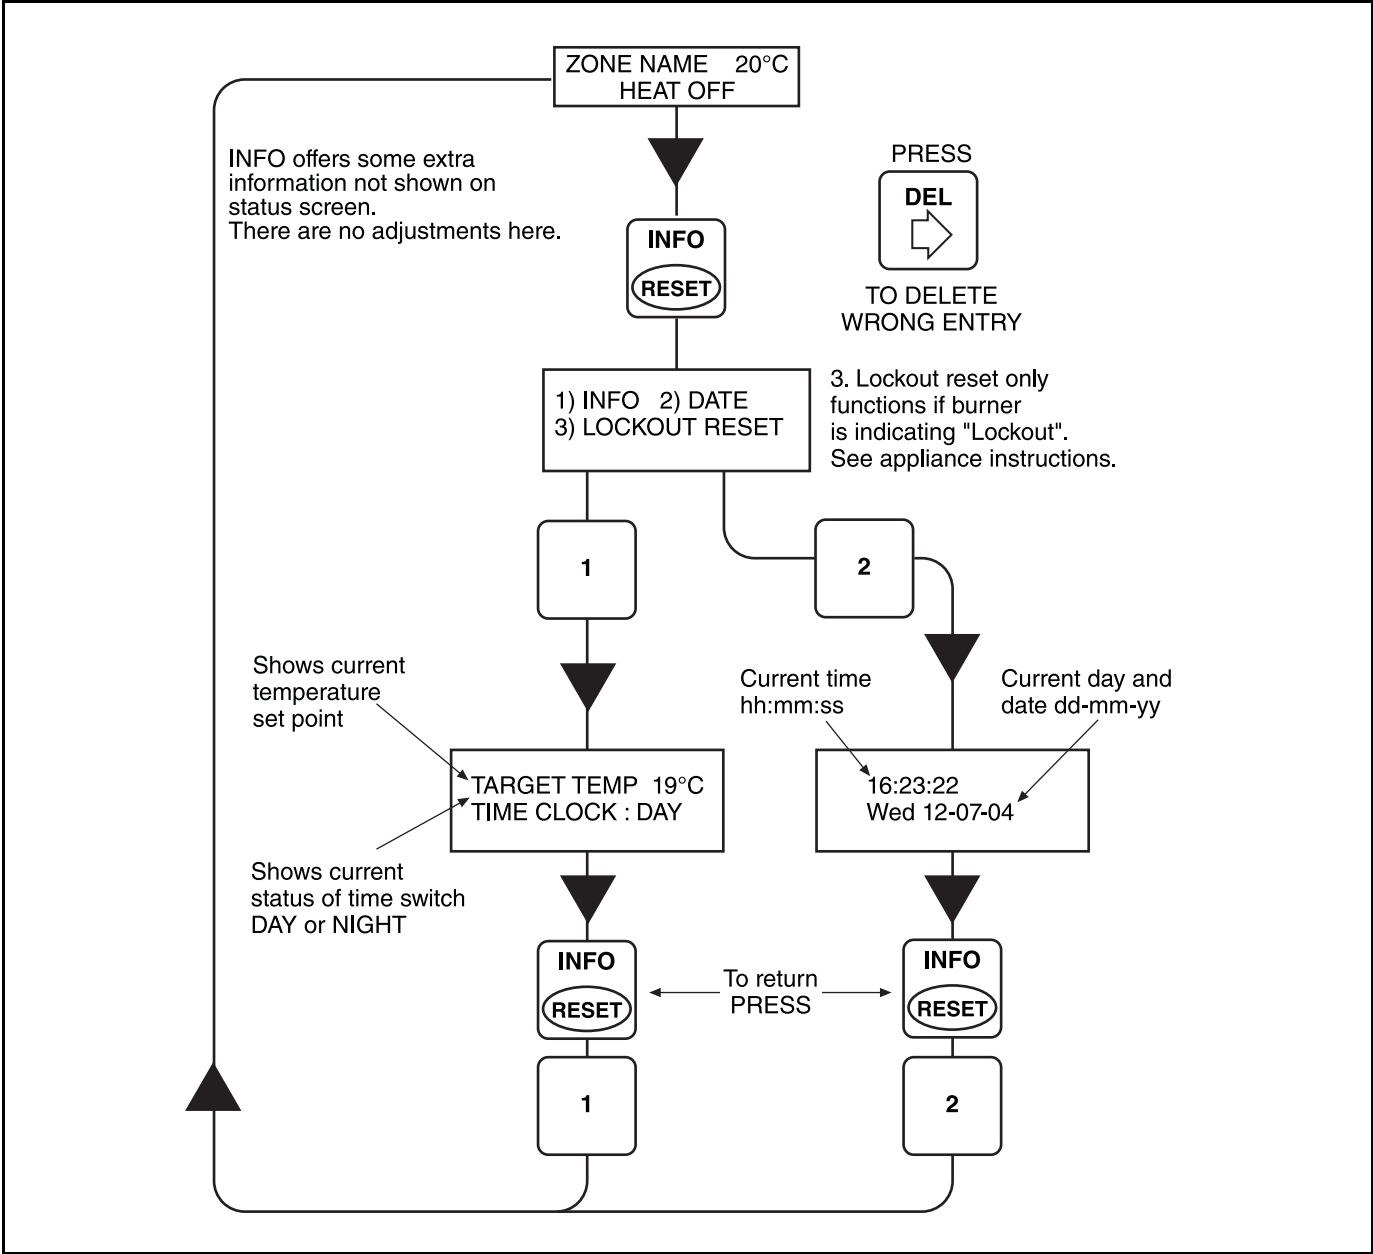 ZONE NAME 20°C
HEAT OFF
INFO offers some extra
information not shown on
status screen.
There are no adjustments here.
INFO
RESET
PRESS
DEL
TO DELETE
WRONG ENTRY
1) INFO 2) DATE
3) LOCKOUT RESET
3. Lockout reset only
functions if burner
is indicating "Lockout".
See appliance instructions.
1
2
Shows current
temperature
set point
Current time
hh:mm:ss
Current day and
date dd-mm-yy
TARGET TEMP 19°C
TIME CLOCK : DAY
16:23:22
Wed 12-07-04
Shows current
status of time switch
DAY or NIGHT
INFO
RESET
To return
PRESS
INFO
RESET
1
2